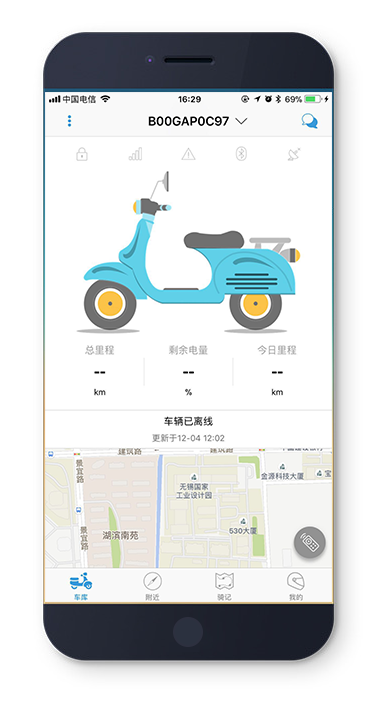 中国电信 16:29 69%
B00GAP0C97
总里程 剩余电量 今日里程
-- -- --
km % km
车辆已离线
更新于12-04 12:02
建筑路
景宜路
金源科技大厦
宝
无锡国家
工业设计园
530大厦
湖滨南苑
景宜路
车库 附近 骑记 我的